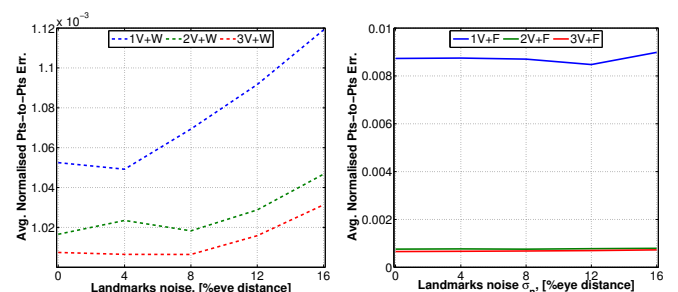 x 10⁻³
1.12
1.1
1.08
1.06
1.04
1.02
0 4 8 12 16
1V+W 2V+W 3V+W
Avg. Normalised Pts−to−Pts Err.
Landmarks noise, [%eye distance]
0.01
0.008
0.006
0.004
0.002
0
0 4 8 12 16
1V+F 2V+F 3V+F
Avg. Normalised Pts−to−Pts Err.
Landmarks noise σn, [%eye distance]